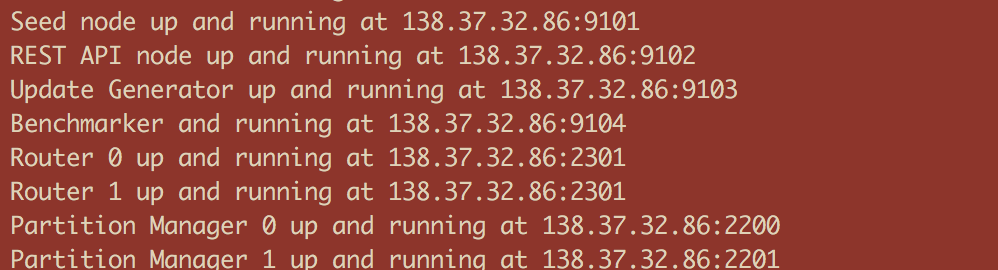 Seed node up and running at 138.37.32.86:9101
REST API node up and running at 138.37.32.86:9102
Update Generator up and running at 138.37.32.86:9103
Benchmarker and running at 138.37.32.86:9104
Router 0 up and running at 138.37.32.86:2301
Router 1 up and running at 138.37.32.86:2301
Partition Manager 0 up and running at 138.37.32.86:2200
Partition Manager 1 up and running at 138.37.32.86:2201